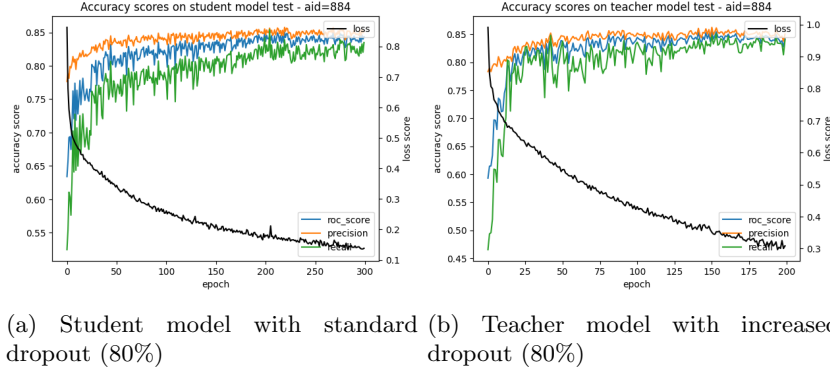 Accuracy scores on student model test - aid=884
Accuracy scores on teacher model test - aid=884
accuracy score
0.85
0.80
0.75
0.70
0.65
0.60
0.55
loss
roc_score
precision
recall
0.8
0.7
0.6
0.5
0.4
0.3
0.2
0.1
loss score
0 50 100 150 200 250 300
epoch
accuracy score
0.85
0.80
0.75
0.70
0.65
0.60
0.55
0.50
0.45
loss
roc_score
precision
recall
1.0
0.9
0.8
0.7
0.6
0.5
0.4
0.3
loss score
0 25 50 75 100 125 150 175 200
epoch
(a) Student model with standard
dropout (80%)
(b) Teacher model with increased
dropout (80%)